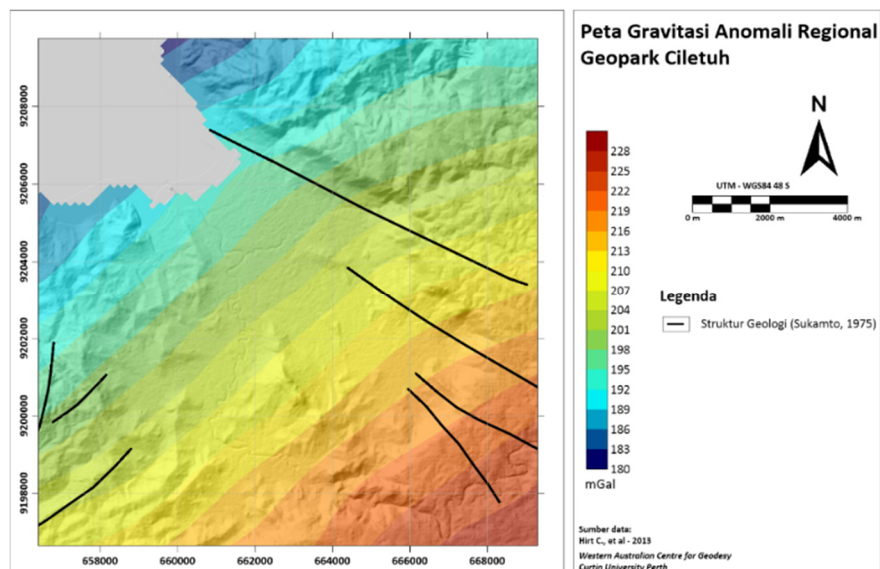 Peta Gravitasi Anomali Regional
Geopark Ciletuh
N
UTM - WGS84 48 S
0 m 2000 m 4000 m
228
225
222
219
216
213
210
207
204
201
198
195
192
189
186
183
180
mGal
Legenda
Struktur Geologi (Sukamto, 1975)
Sumber data:
Hirt C., et al - 2013
Western Australian Centre for Geodesy
Curtin University Perth
9208000
9206000
9204000
9202000
9200000
9198000
658000 660000 662000 664000 666000 668000